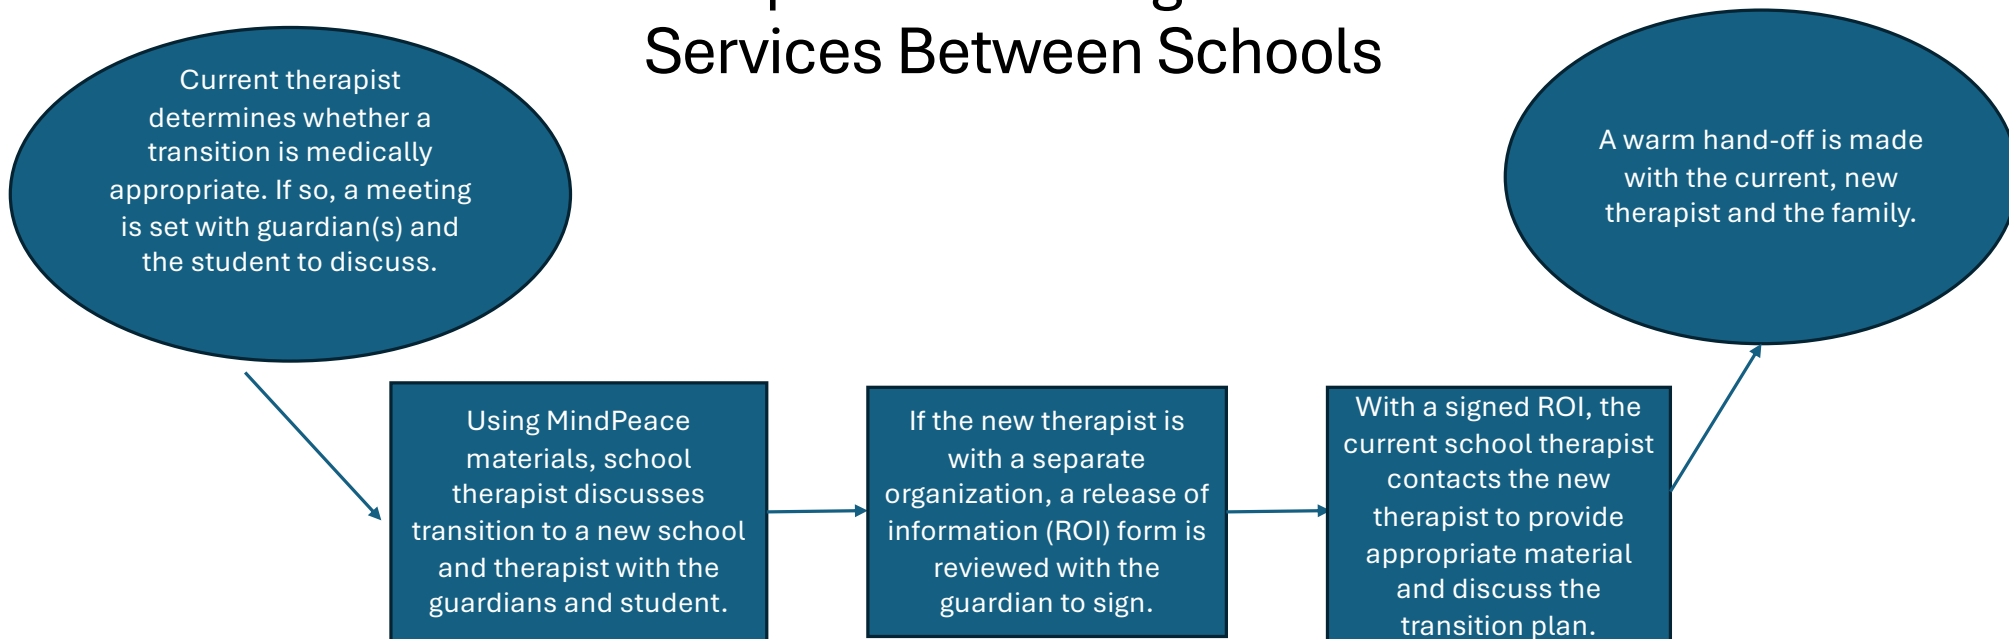 Services Between Schools
Current therapist
determines whether a
transition is medically
appropriate. If so, a meeting
is set with guardian(s) and
the student to discuss.
Using MindPeace
materials, school
therapist discusses
transition to a new school
and therapist with the
guardians and student.
If the new therapist is
with a separate
organization, a release of
information (ROI) form is
reviewed with the
guardian to sign.
With a signed ROI, the
current school therapist
contacts the new
therapist to provide
appropriate material
and discuss the
transition plan.
A warm hand-off is made
with the current, new
therapist and the family.